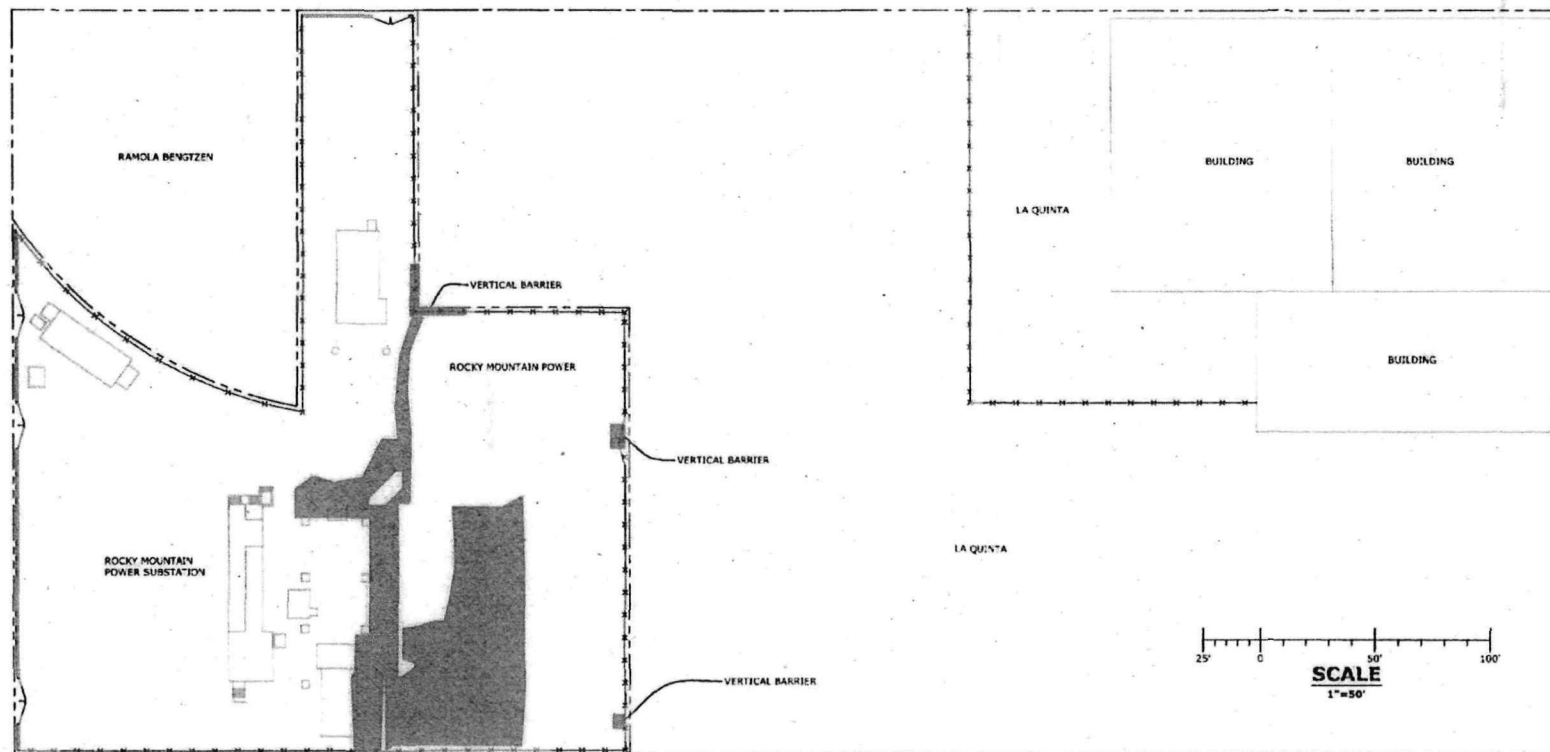 RAMOLA BENGTZEN
BUILDING
BUILDING
LA QUINTA
VERTICAL BARRIER
ROCKY MOUNTAIN POWER
BUILDING
VERTICAL BARRIER
LA QUINTA
ROCKY MOUNTAIN
POWER SUBSTATION
25' 0 50' 100'
SCALE
1"=50'
VERTICAL BARRIER